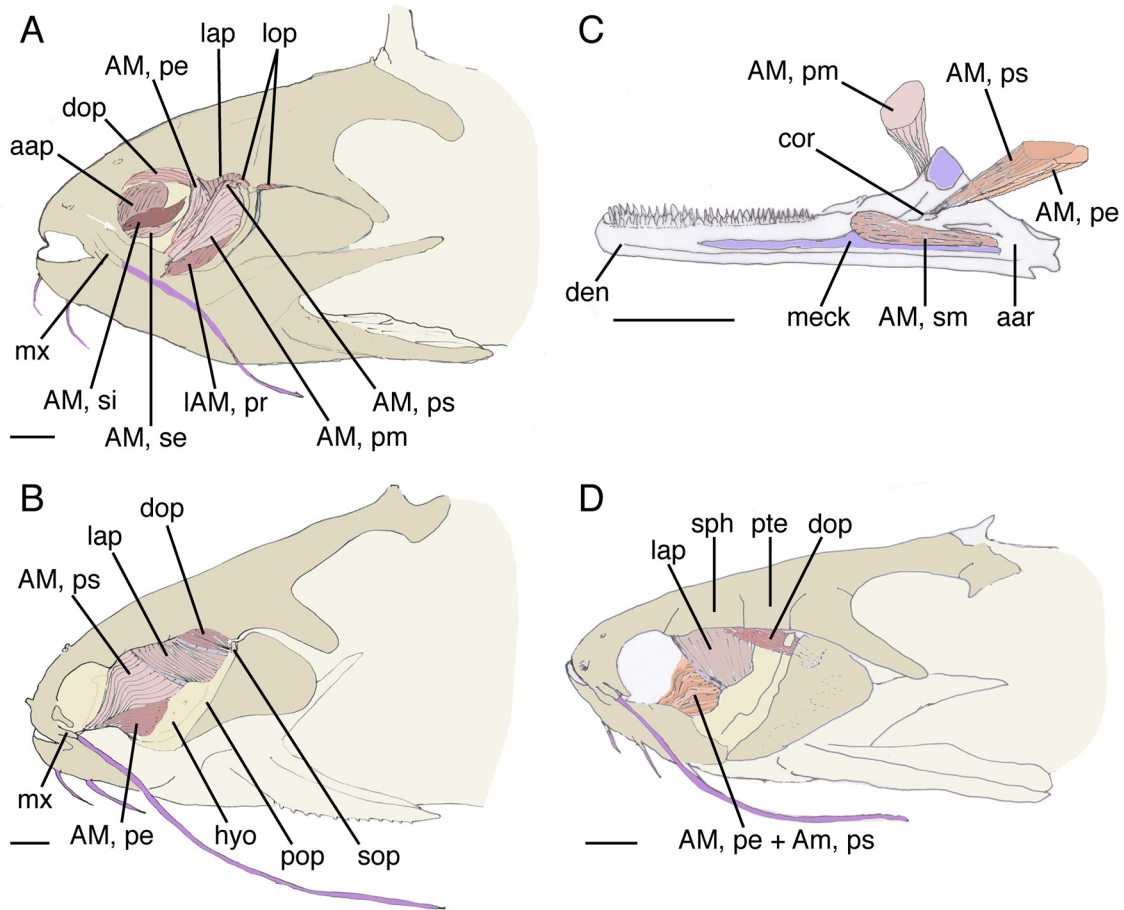 A
lap
lop
AM, pe
dop
aap
mx
AM, si
AM, se
IAM, pr
AM, pm
AM, ps
C
AM, pm
AM, ps
cor
AM, pe
den
meck
AM, sm
aar
B
dop
lap
AM, ps
mx
AM, pe
hyo
pop
sop
D
sph
pte
dop
lap
AM, pe + Am, ps